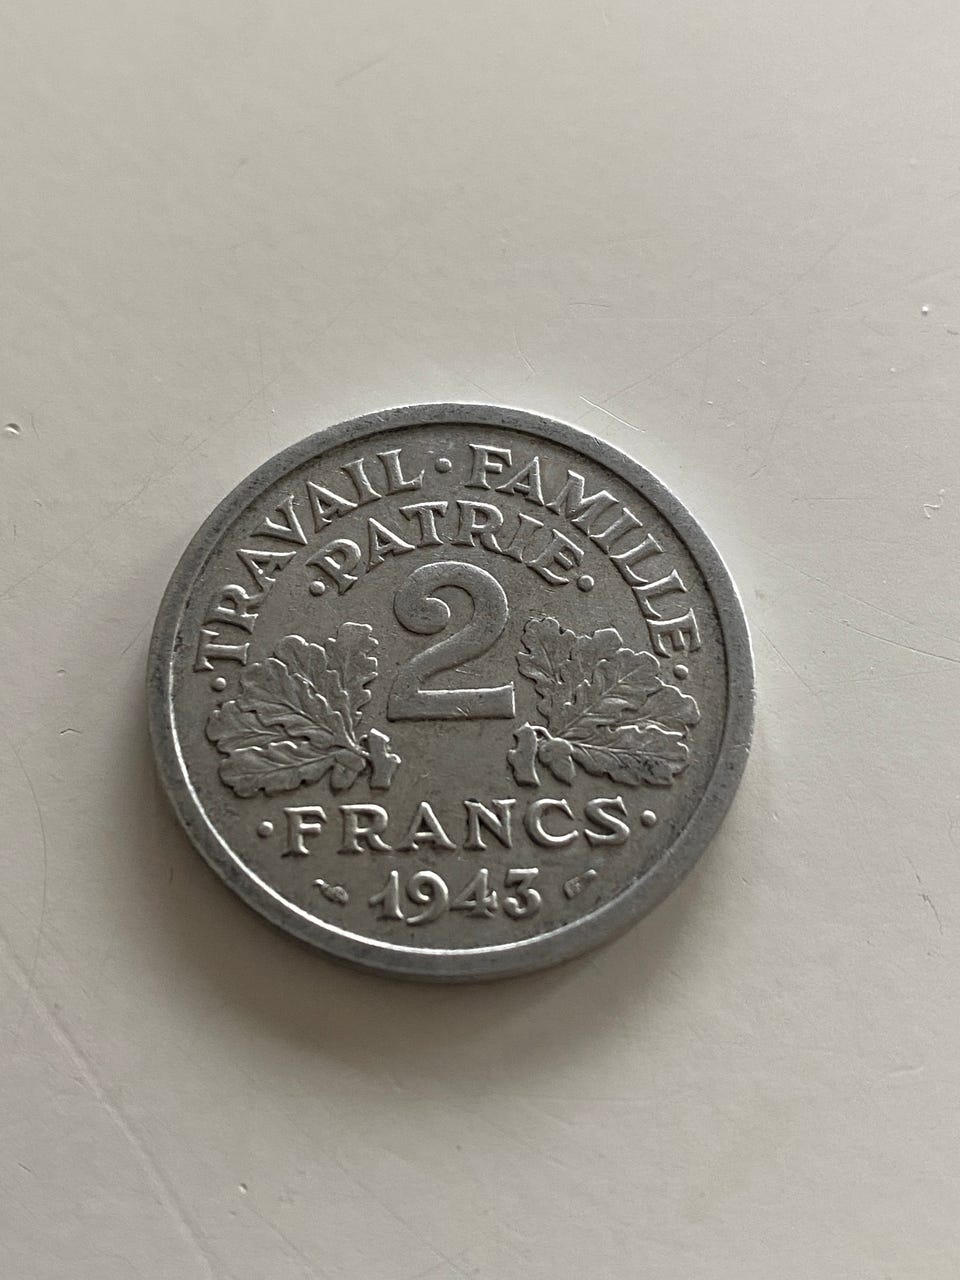 ·TRAVAIL·FAMILLE·
·PATRIE·
2
·FRANCS·
1943